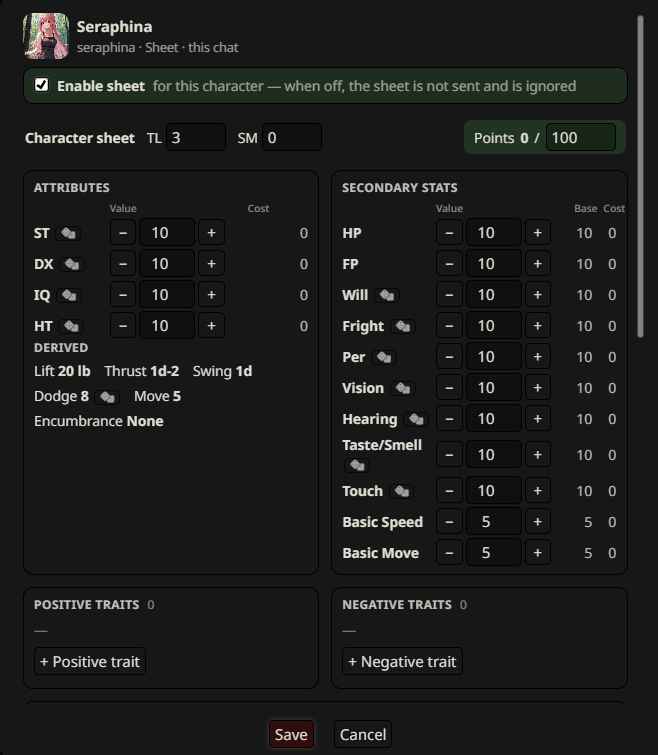 Seraphina
seraphina · Sheet · this chat
Enable sheet for this character — when off, the sheet is not sent and is ignored
Character sheet TL 3 SM 0 Points 0 / 100
ATTRIBUTES
Value Cost
ST − 10 + 0
DX − 10 + 0
IQ − 10 + 0
HT − 10 + 0
DERIVED
Lift 20 lb Thrust 1d-2 Swing 1d
Dodge 8 Move 5
Encumbrance None
SECONDARY STATS
Value Base Cost
HP − 10 + 10 0
FP − 10 + 10 0
Will − 10 + 10 0
Fright − 10 + 10 0
Per − 10 + 10 0
Vision − 10 + 10 0
Hearing − 10 + 10 0
Taste/Smell − 10 + 10 0
Touch − 10 + 10 0
Basic Speed − 5 + 5 0
Basic Move − 5 + 5 0
POSITIVE TRAITS 0
—
+ Positive trait
NEGATIVE TRAITS 0
—
+ Negative trait
Save Cancel